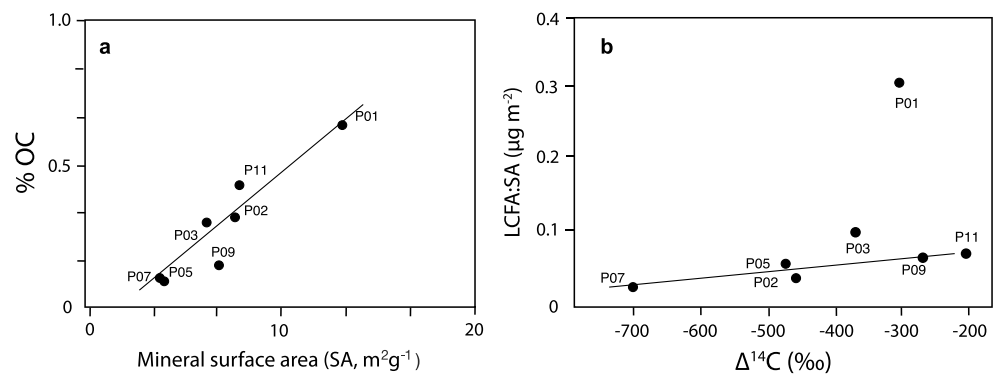 a
1.0
0.5
0
% OC
P01
P11
P02
P03
P09
P07
P05
0
10
20
Mineral surface area (SA, m²g⁻¹)
b
0.4
0.3
0.2
0.1
0
LCFA:SA (µg m⁻²)
P01
P11
P03
P09
P05
P02
P07
-700
-600
-500
-400
-300
-200
Δ¹⁴C (‰)